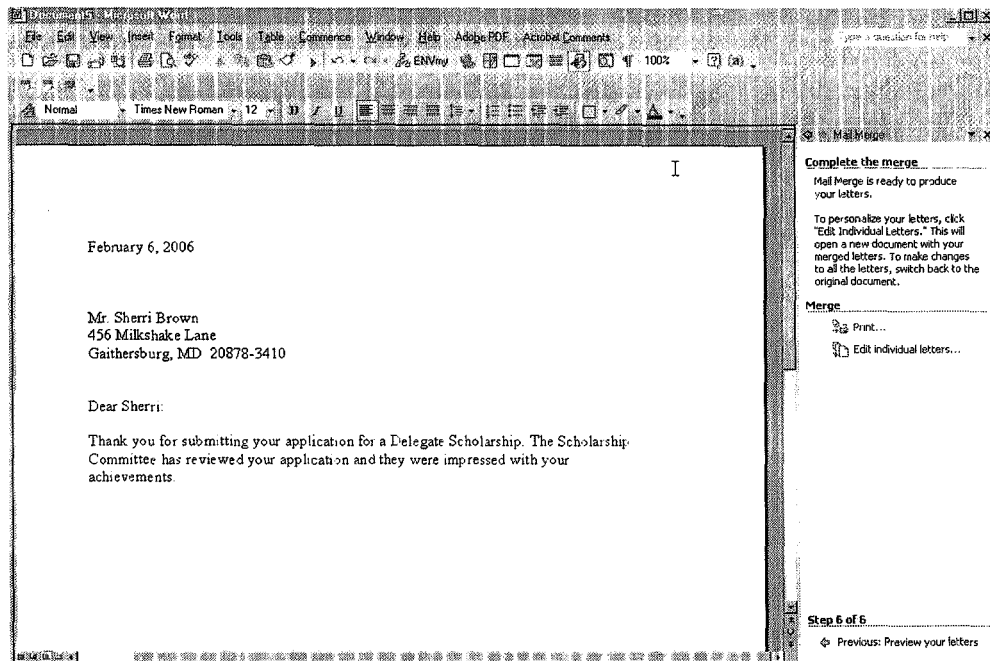 Document5 - Microsoft Word
File Edit View Insert Format Tools Table Commence Window Help Adobe PDF Acrobat Comments
Type a question for help
ENVmy 100%
Normal Times New Roman 12 B I U
Mail Merge
Complete the merge
Mail Merge is ready to produce
your letters.
To personalize your letters, click
"Edit Individual Letters." This will
open a new document with your
merged letters. To make changes
to all the letters, switch back to the
original document.
Merge
Print...
Edit individual letters...
February 6, 2006
Mr. Sherri Brown
456 Milkshake Lane
Gaithersburg, MD 20878-3410
Dear Sherri:
Thank you for submitting your application for a Delegate Scholarship. The Scholarship
Committee has reviewed your application and they were impressed with your
achievements.
Step 6 of 6
Previous: Preview your letters